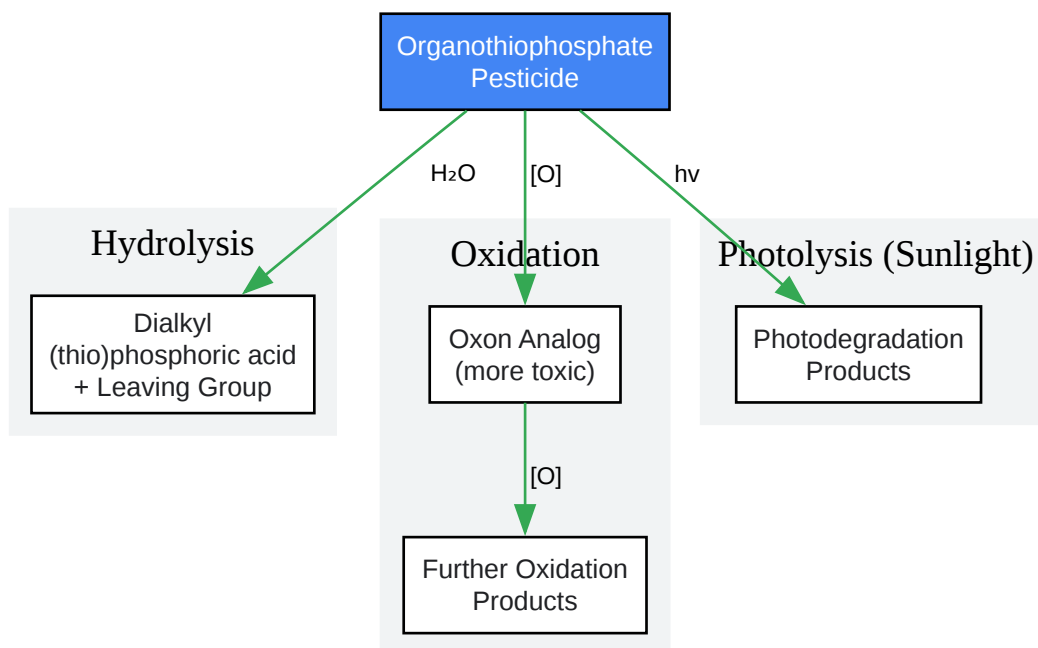 Organothiophosphate
Pesticide
H₂O
[O]
hv
Hydrolysis
Oxidation
Photolysis (Sunlight)
Dialkyl
(thio)phosphoric acid
+ Leaving Group
Oxon Analog
(more toxic)
Photodegradation
Products
[O]
Further Oxidation
Products